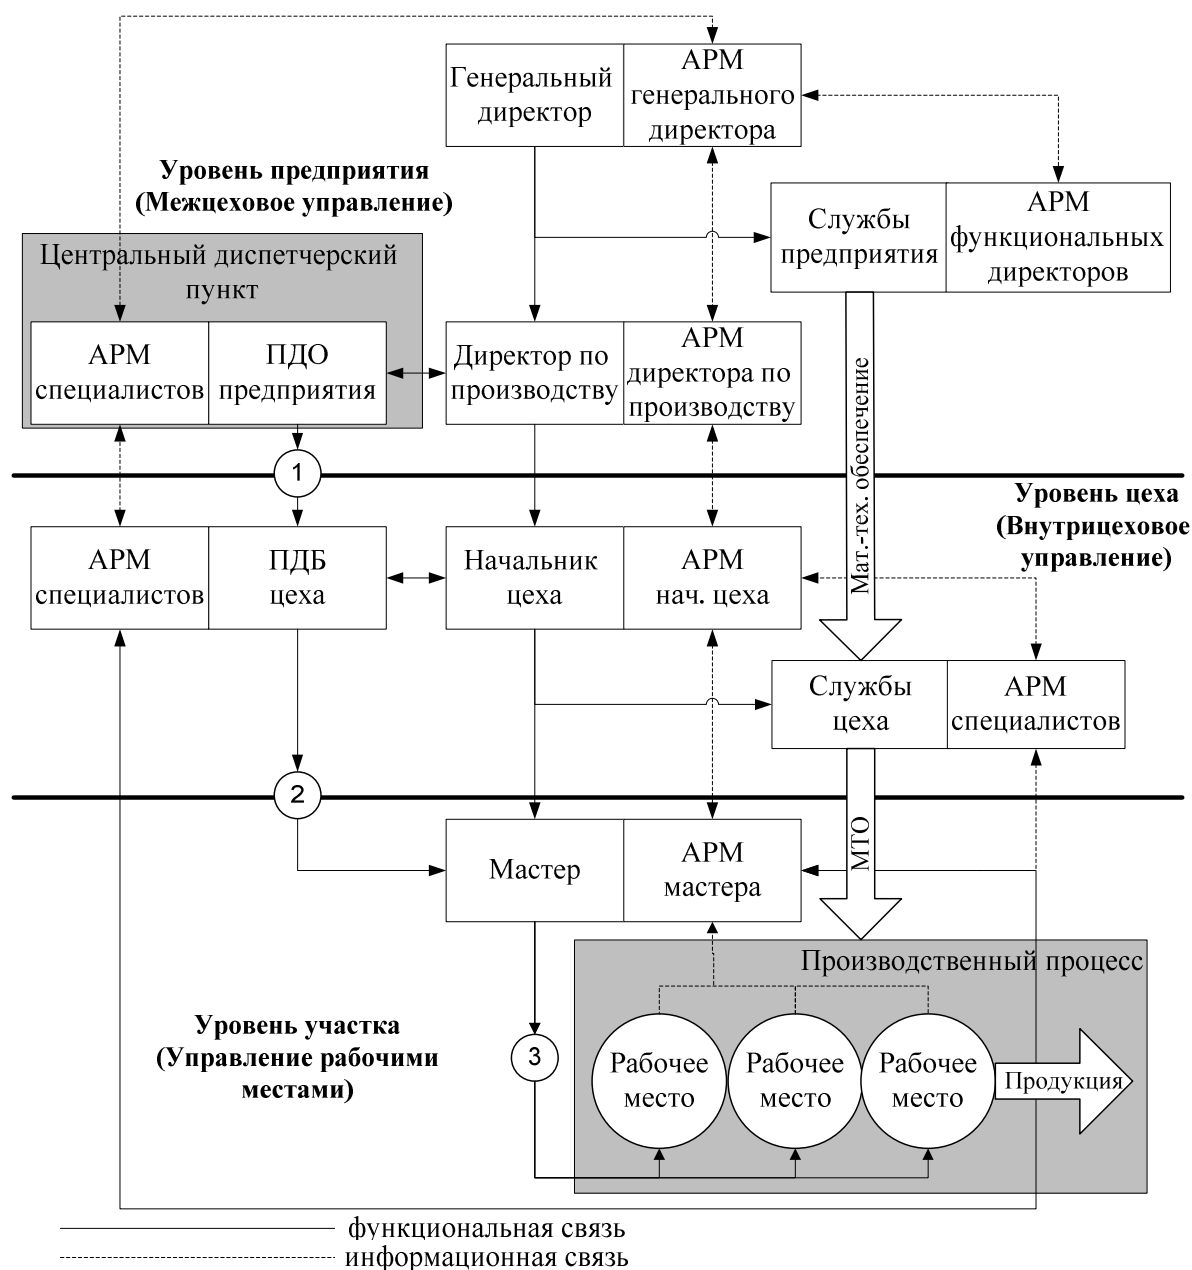 Генеральный
директор
АРМ
генерального
директора
Уровень предприятия
(Межцеховое управление)
Службы
предприятия
АРМ
функциональных
директоров
Центральный диспетчерский
пункт
АРМ
специалистов
ПДО
предприятия
Директор по
производству
АРМ
директора по
производству
Мат.-тех. обеспечение
1
Уровень цеха
(Внутрицеховое
управление)
АРМ
специалистов
ПДБ
цеха
Начальник
цеха
АРМ
нач. цеха
Службы
цеха
АРМ
специалистов
2
МТО
Мастер
АРМ
мастера
Производственный процесс
Уровень участка
(Управление рабочими
местами)
3
Рабочее
место
Рабочее
место
Рабочее
место
Продукция
функциональная связь
информационная связь